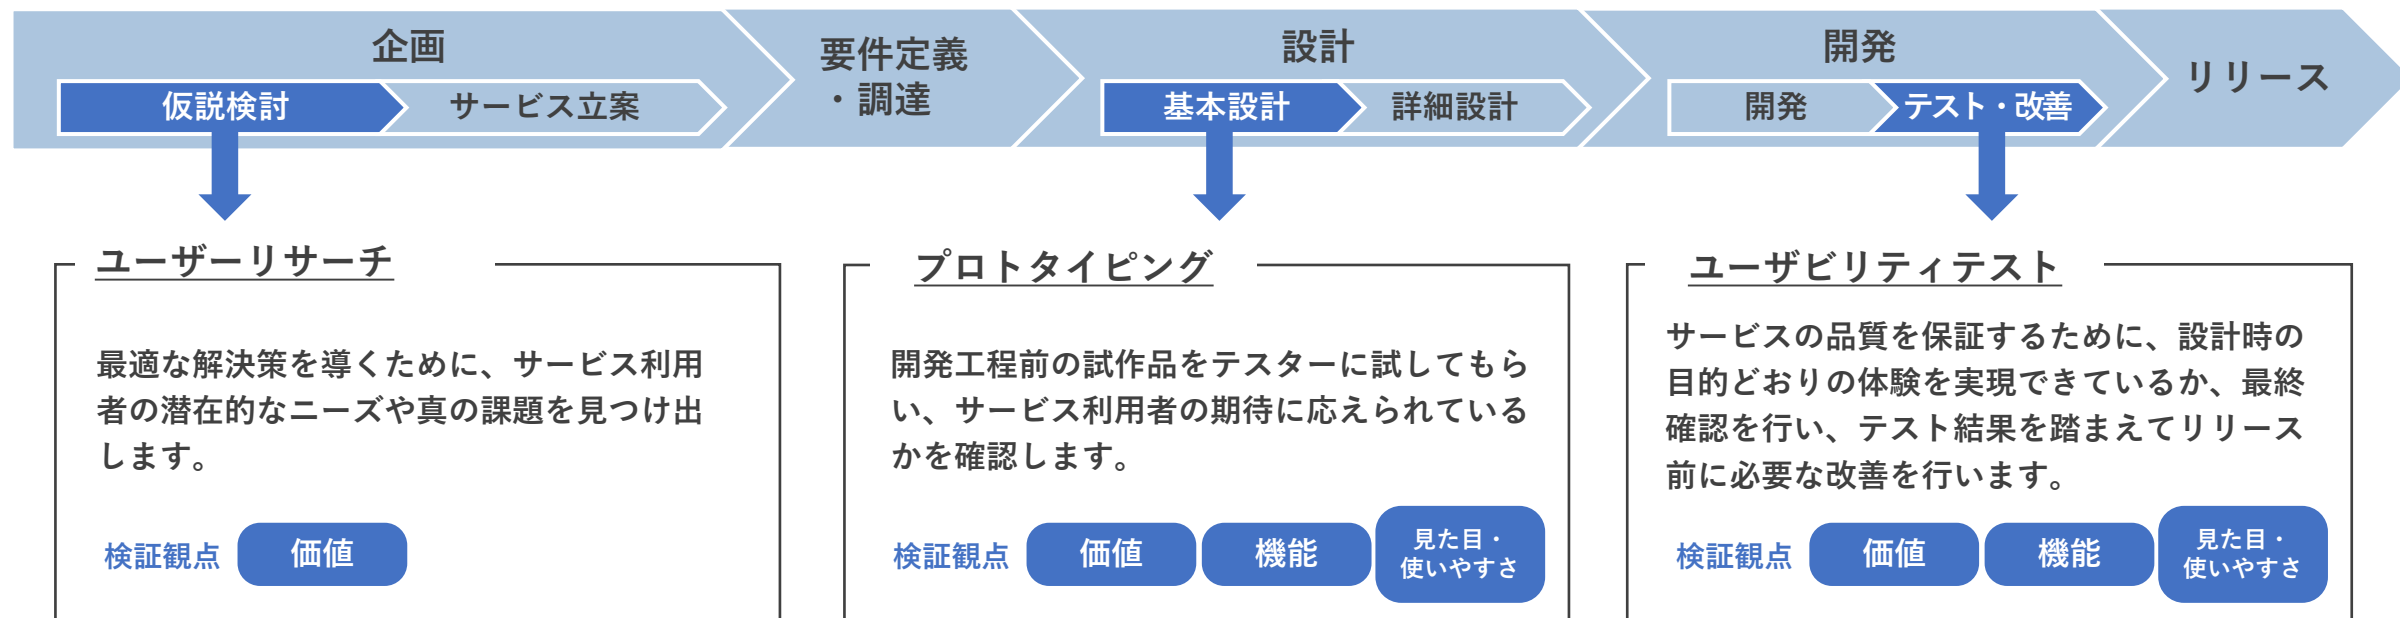 企画
仮説検討
サービス立案
要件定義
・調達
設計
基本設計
詳細設計
開発
開発
テスト・改善
リリース
ユーザーリサーチ
最適な解決策を導くために、サービス利用
者の潜在的なニーズや真の課題を見つけ出
します。
検証観点
価値
プロトタイピング
開発工程前の試作品をテスターに試してもら
い、サービス利用者の期待に応えられている
かを確認します。
検証観点
価値
機能
見た目・
使いやすさ
ユーザビリティテスト
サービスの品質を保証するために、設計時の
目的どおりの体験を実現できているか、最終
確認を行い、テスト結果を踏まえてリリース
前に必要な改善を行います。
検証観点
価値
機能
見た目・
使いやすさ